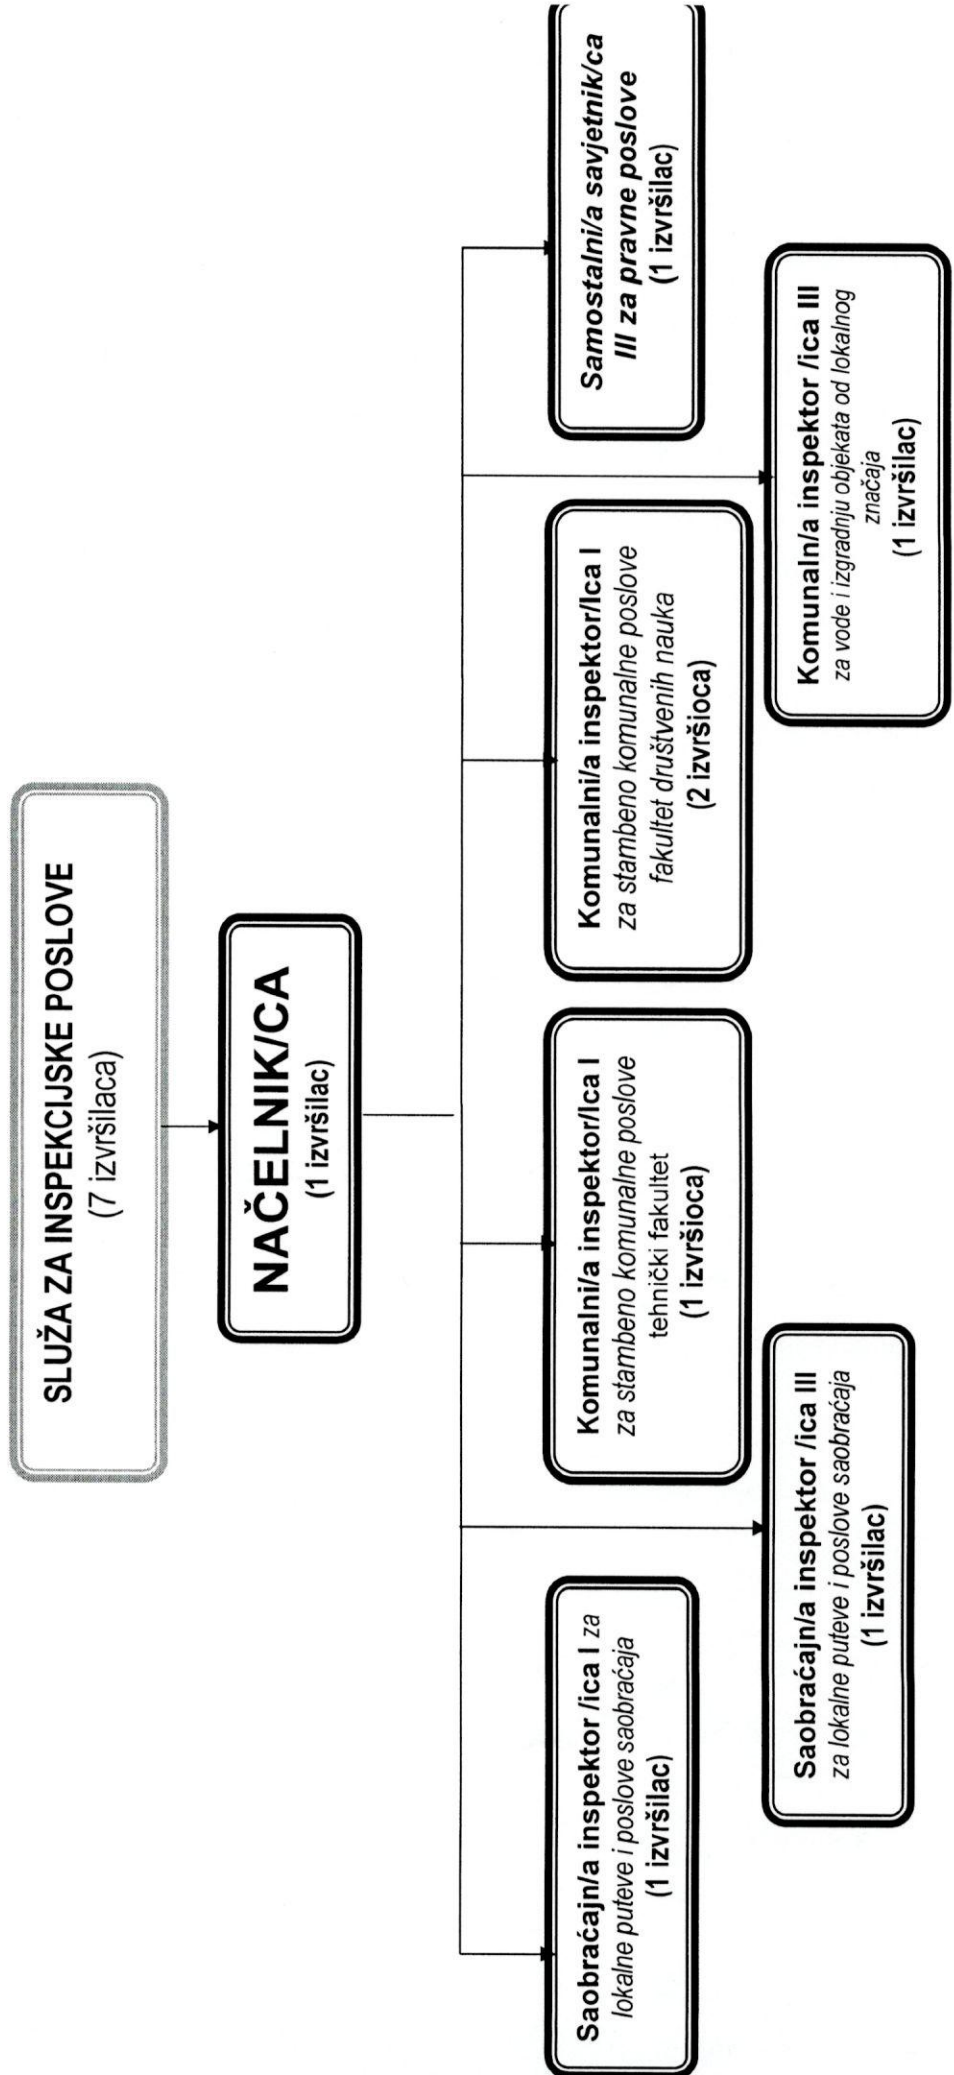 SLUŽA ZA INSPEKCIJSKE POSLOVE
(7 izvršilaca)
NAČELNIK/CA
(1 izvršilac)
Saobraćajn/a inspektor /ica I za
lokalne puteve i poslove saobraćaja
(1 izvršilac)
Komunalni/a inspektor/Ica I
za stambeno komunalne poslove
tehnički fakultet
(1 izvršioca)
Komunalni/a inspektor/Ica I
za stambeno komunalne poslove
fakultet društvenih nauka
(2 izvršioca)
Samostalni/a savjetnik/ca
III za pravne poslove
(1 izvršilac)
Saobraćajn/a inspektor /ica III
za lokalne puteve i poslove saobraćaja
(1 izvršilac)
Komunaln/a inspektor /ica III
za vode i izgradnju objekata od lokalnog
značaja
(1 izvršilac)